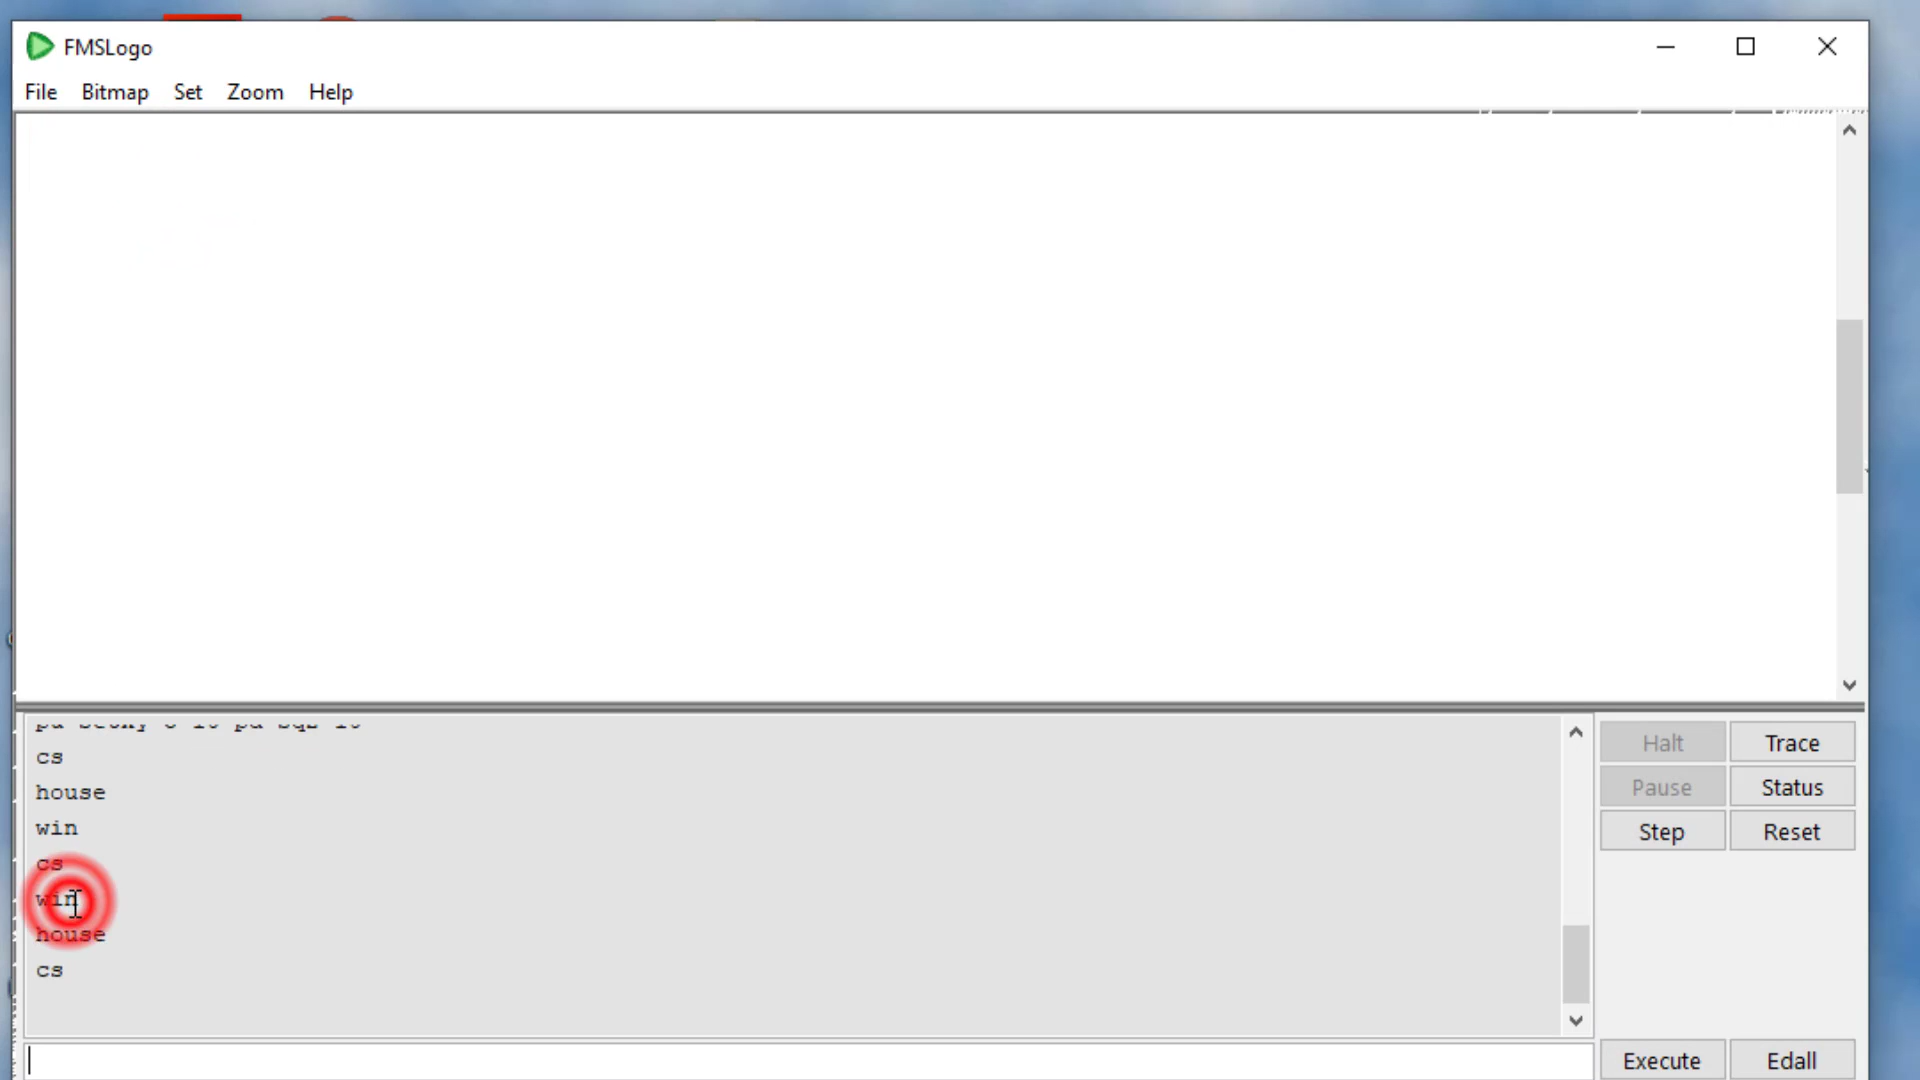 FMSLogo
File Bitmap Set Zoom Help
cs
house
win
cs
win
house
cs
Halt Trace
Pause Status
Step Reset
Execute Edall